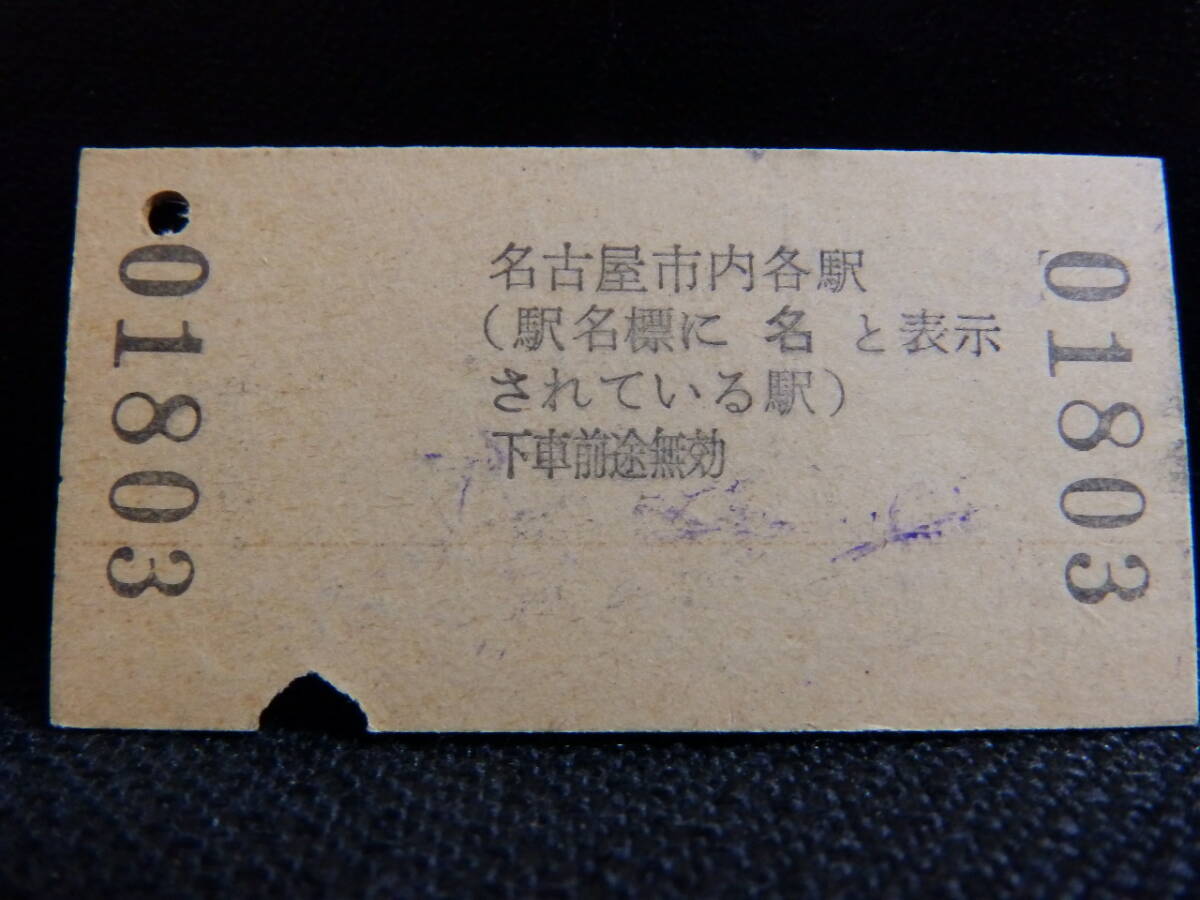 01803
名古屋市内各駅
(駅名標に 名 と表示
されている駅)
下車前途無効
01803